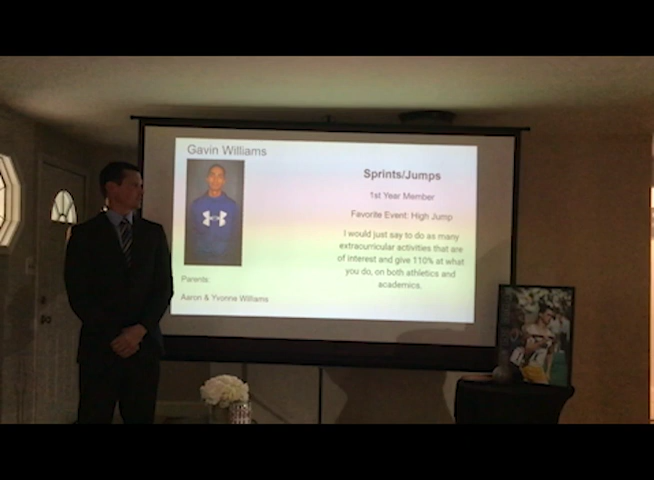 Gavin Williams
Sprints/Jumps
1st Year Member
Favorite Event: High Jump
I would just say to do as many
extracurricular activities that are
of interest and give 110% at what
you do, on both athletics and
academics.
Parents:
Aaron & Yvonne Williams